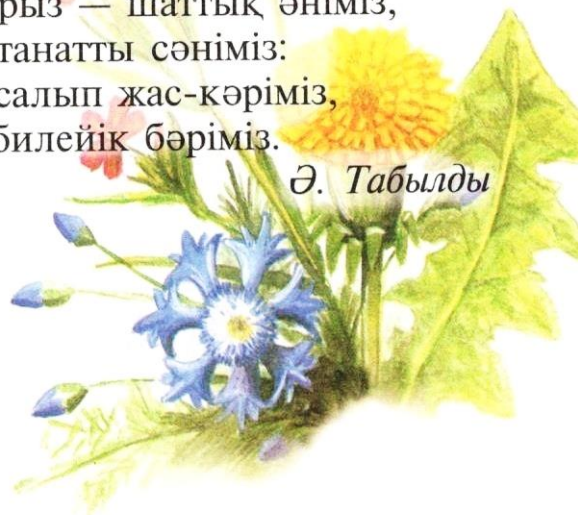 рыз — шаттық әніміз,
танатты сәніміз:
салып жас-кәріміз,
билейік бәріміз.
Ә. Табылды